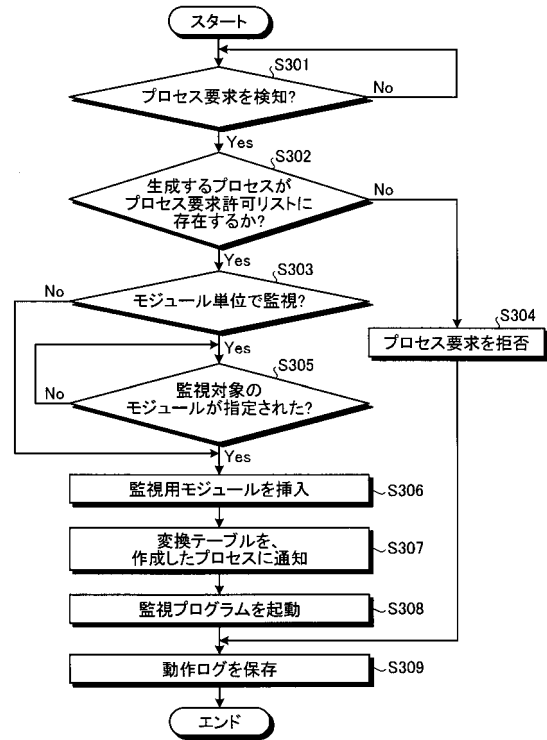 スタート
S301
プロセス要求を検知?
No
Yes
S302
生成するプロセスが
プロセス要求許可リストに
存在するか?
No
Yes
S303
No
モジュール単位で監視?
S304
プロセス要求を拒否
Yes
S305
No
監視対象の
モジュールが指定された?
Yes
監視用モジュールを挿入
S306
変換テーブルを、
作成したプロセスに通知
S307
監視プログラムを起動
S308
動作ログを保存
S309
エンド